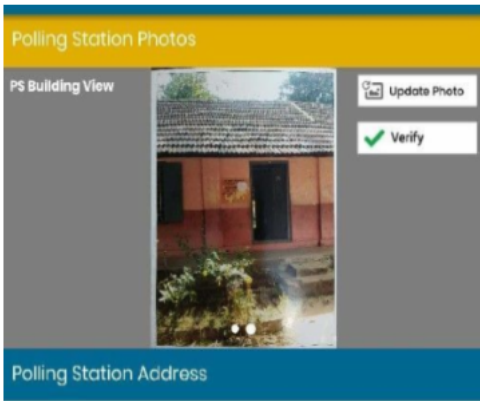 Polling Station Photos
PS Building View
Update Photo
Verify
Polling Station Address